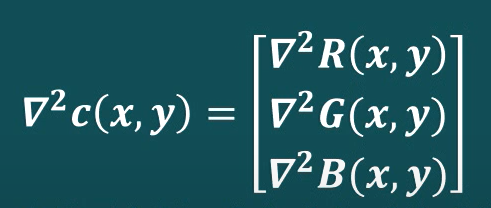 ∇²c(x, y) = [∇²R(x, y)
∇²G(x, y)
∇²B(x, y)]